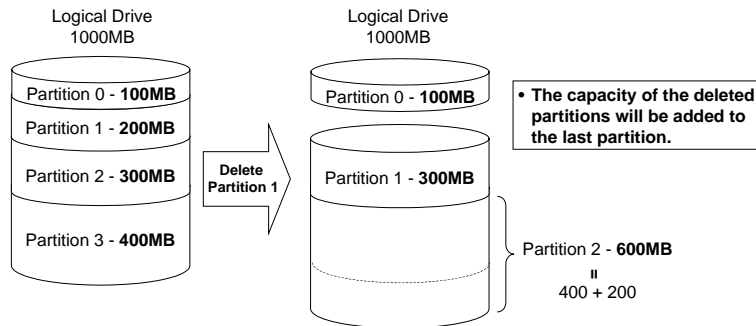 Logical Drive
1000MB
Partition 0 - 100MB
Partition 1 - 200MB
Partition 2 - 300MB
Partition 3 - 400MB
Delete
Partition 1
Logical Drive
1000MB
Partition 0 - 100MB
Partition 1 - 300MB
Partition 2 - 600MB
=
400 + 200
• The capacity of the deleted
partitions will be added to
the last partition.